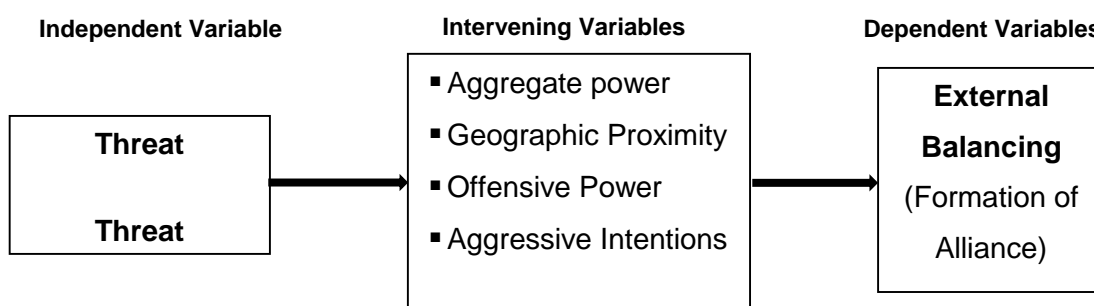 Independent Variable
Intervening Variables
Dependent Variables
Threat
Threat
▪ Aggregate power
▪ Geographic Proximity
▪ Offensive Power
▪ Aggressive Intentions
External
Balancing
(Formation of
Alliance)